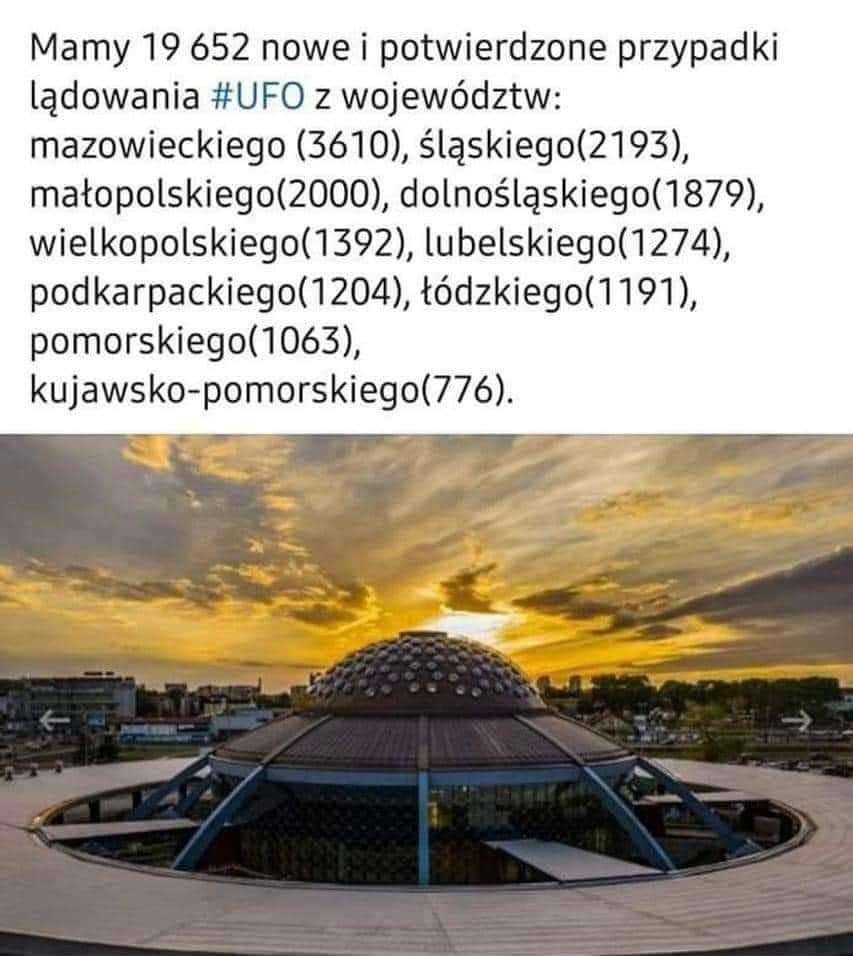 Mamy 19 652 nowe i potwierdzone przypadki
lądowania #UFO z województw:
mazowieckiego (3610), śląskiego(2193),
małopolskiego(2000), dolnośląskiego(1879),
wielkopolskiego(1392), lubelskiego(1274),
podkarpackiego(1204), łódzkiego(1191),
pomorskiego(1063),
kujawsko-pomorskiego(776).